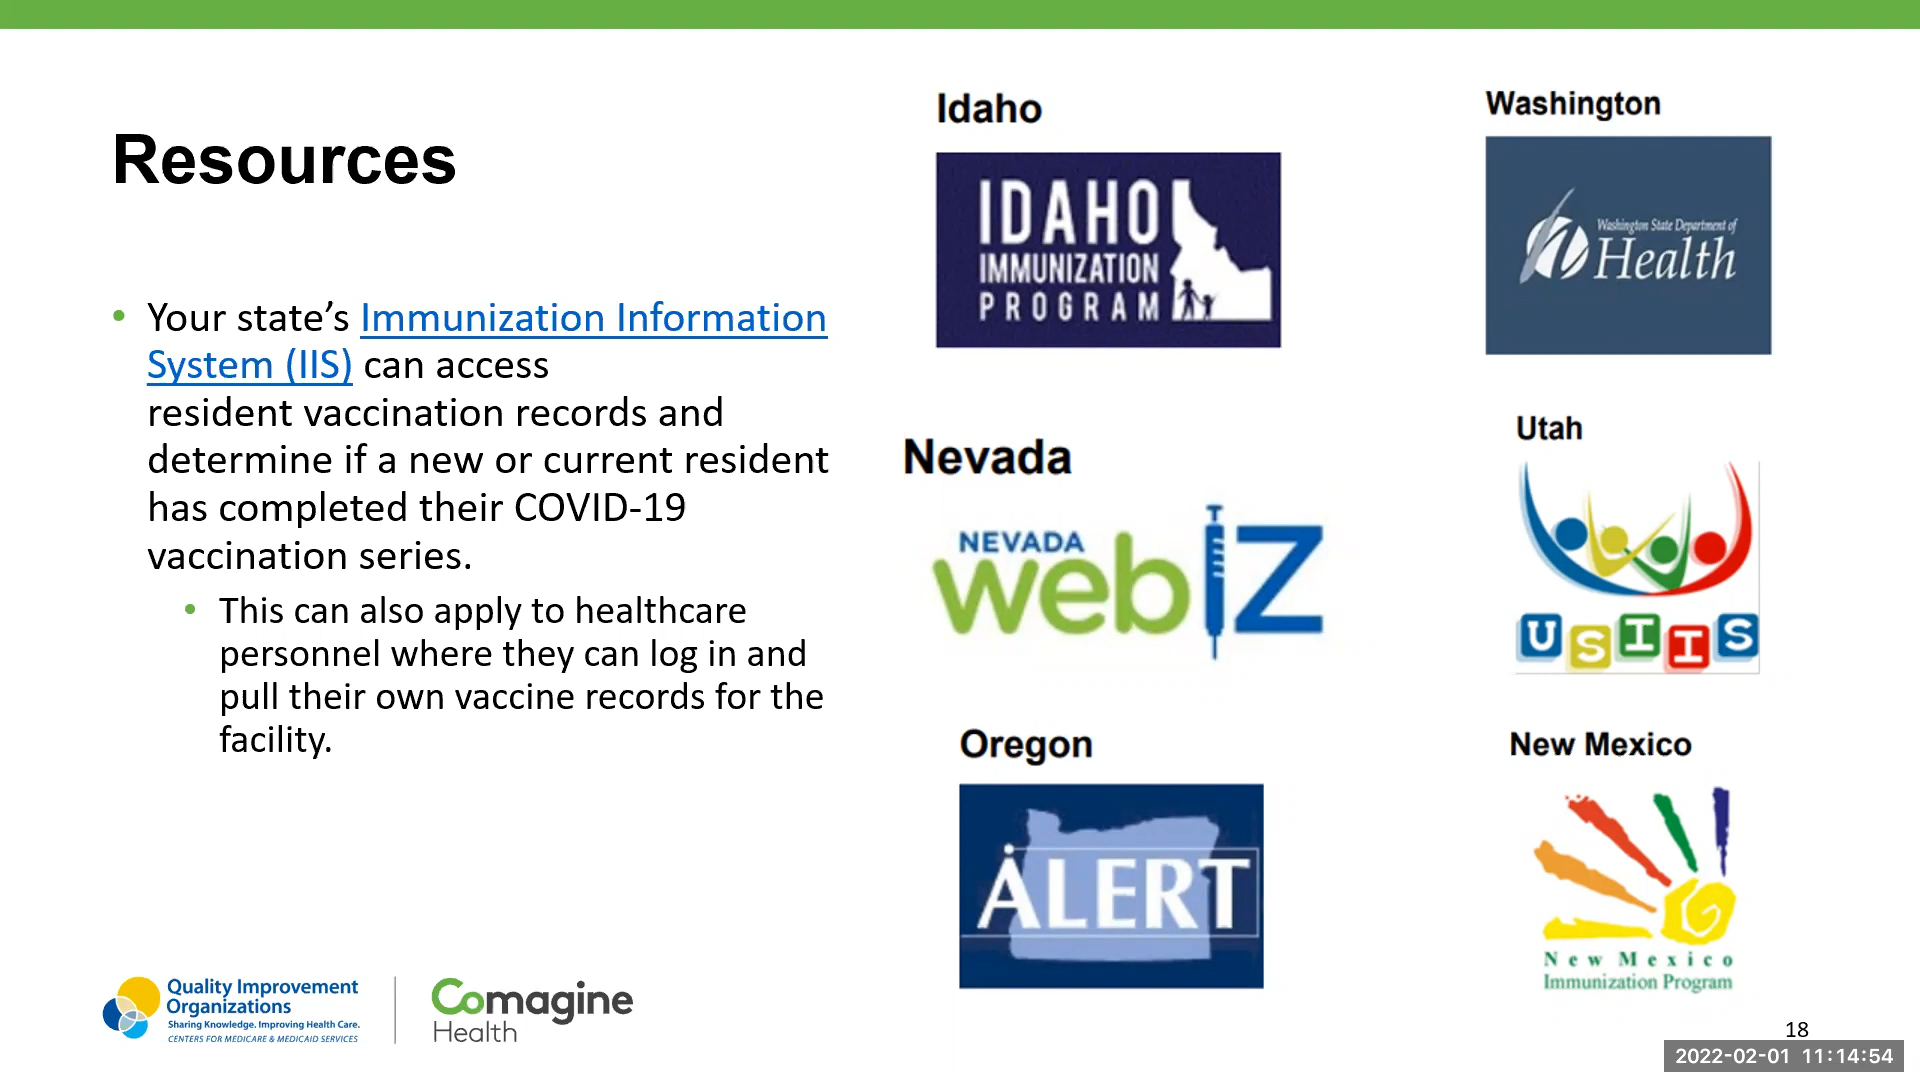 Resources
• Your state’s Immunization Information
System (IIS) can access
resident vaccination records and
determine if a new or current resident
has completed their COVID-19
vaccination series.
• This can also apply to healthcare
personnel where they can log in and
pull their own vaccine records for the
facility.
Idaho
IDAHO
IMMUNIZATION
PROGRAM
Washington
Washington State Department of
Health
Nevada
NEVADA
webIZ
Utah
USIIS
Oregon
ALERT
New Mexico
New Mexico
Immunization Program
Quality Improvement
Organizations
Sharing Knowledge. Improving Health Care.
CENTERS FOR MEDICARE & MEDICAID SERVICES
Comagine
Health
18
2022-02-01 11:14:54